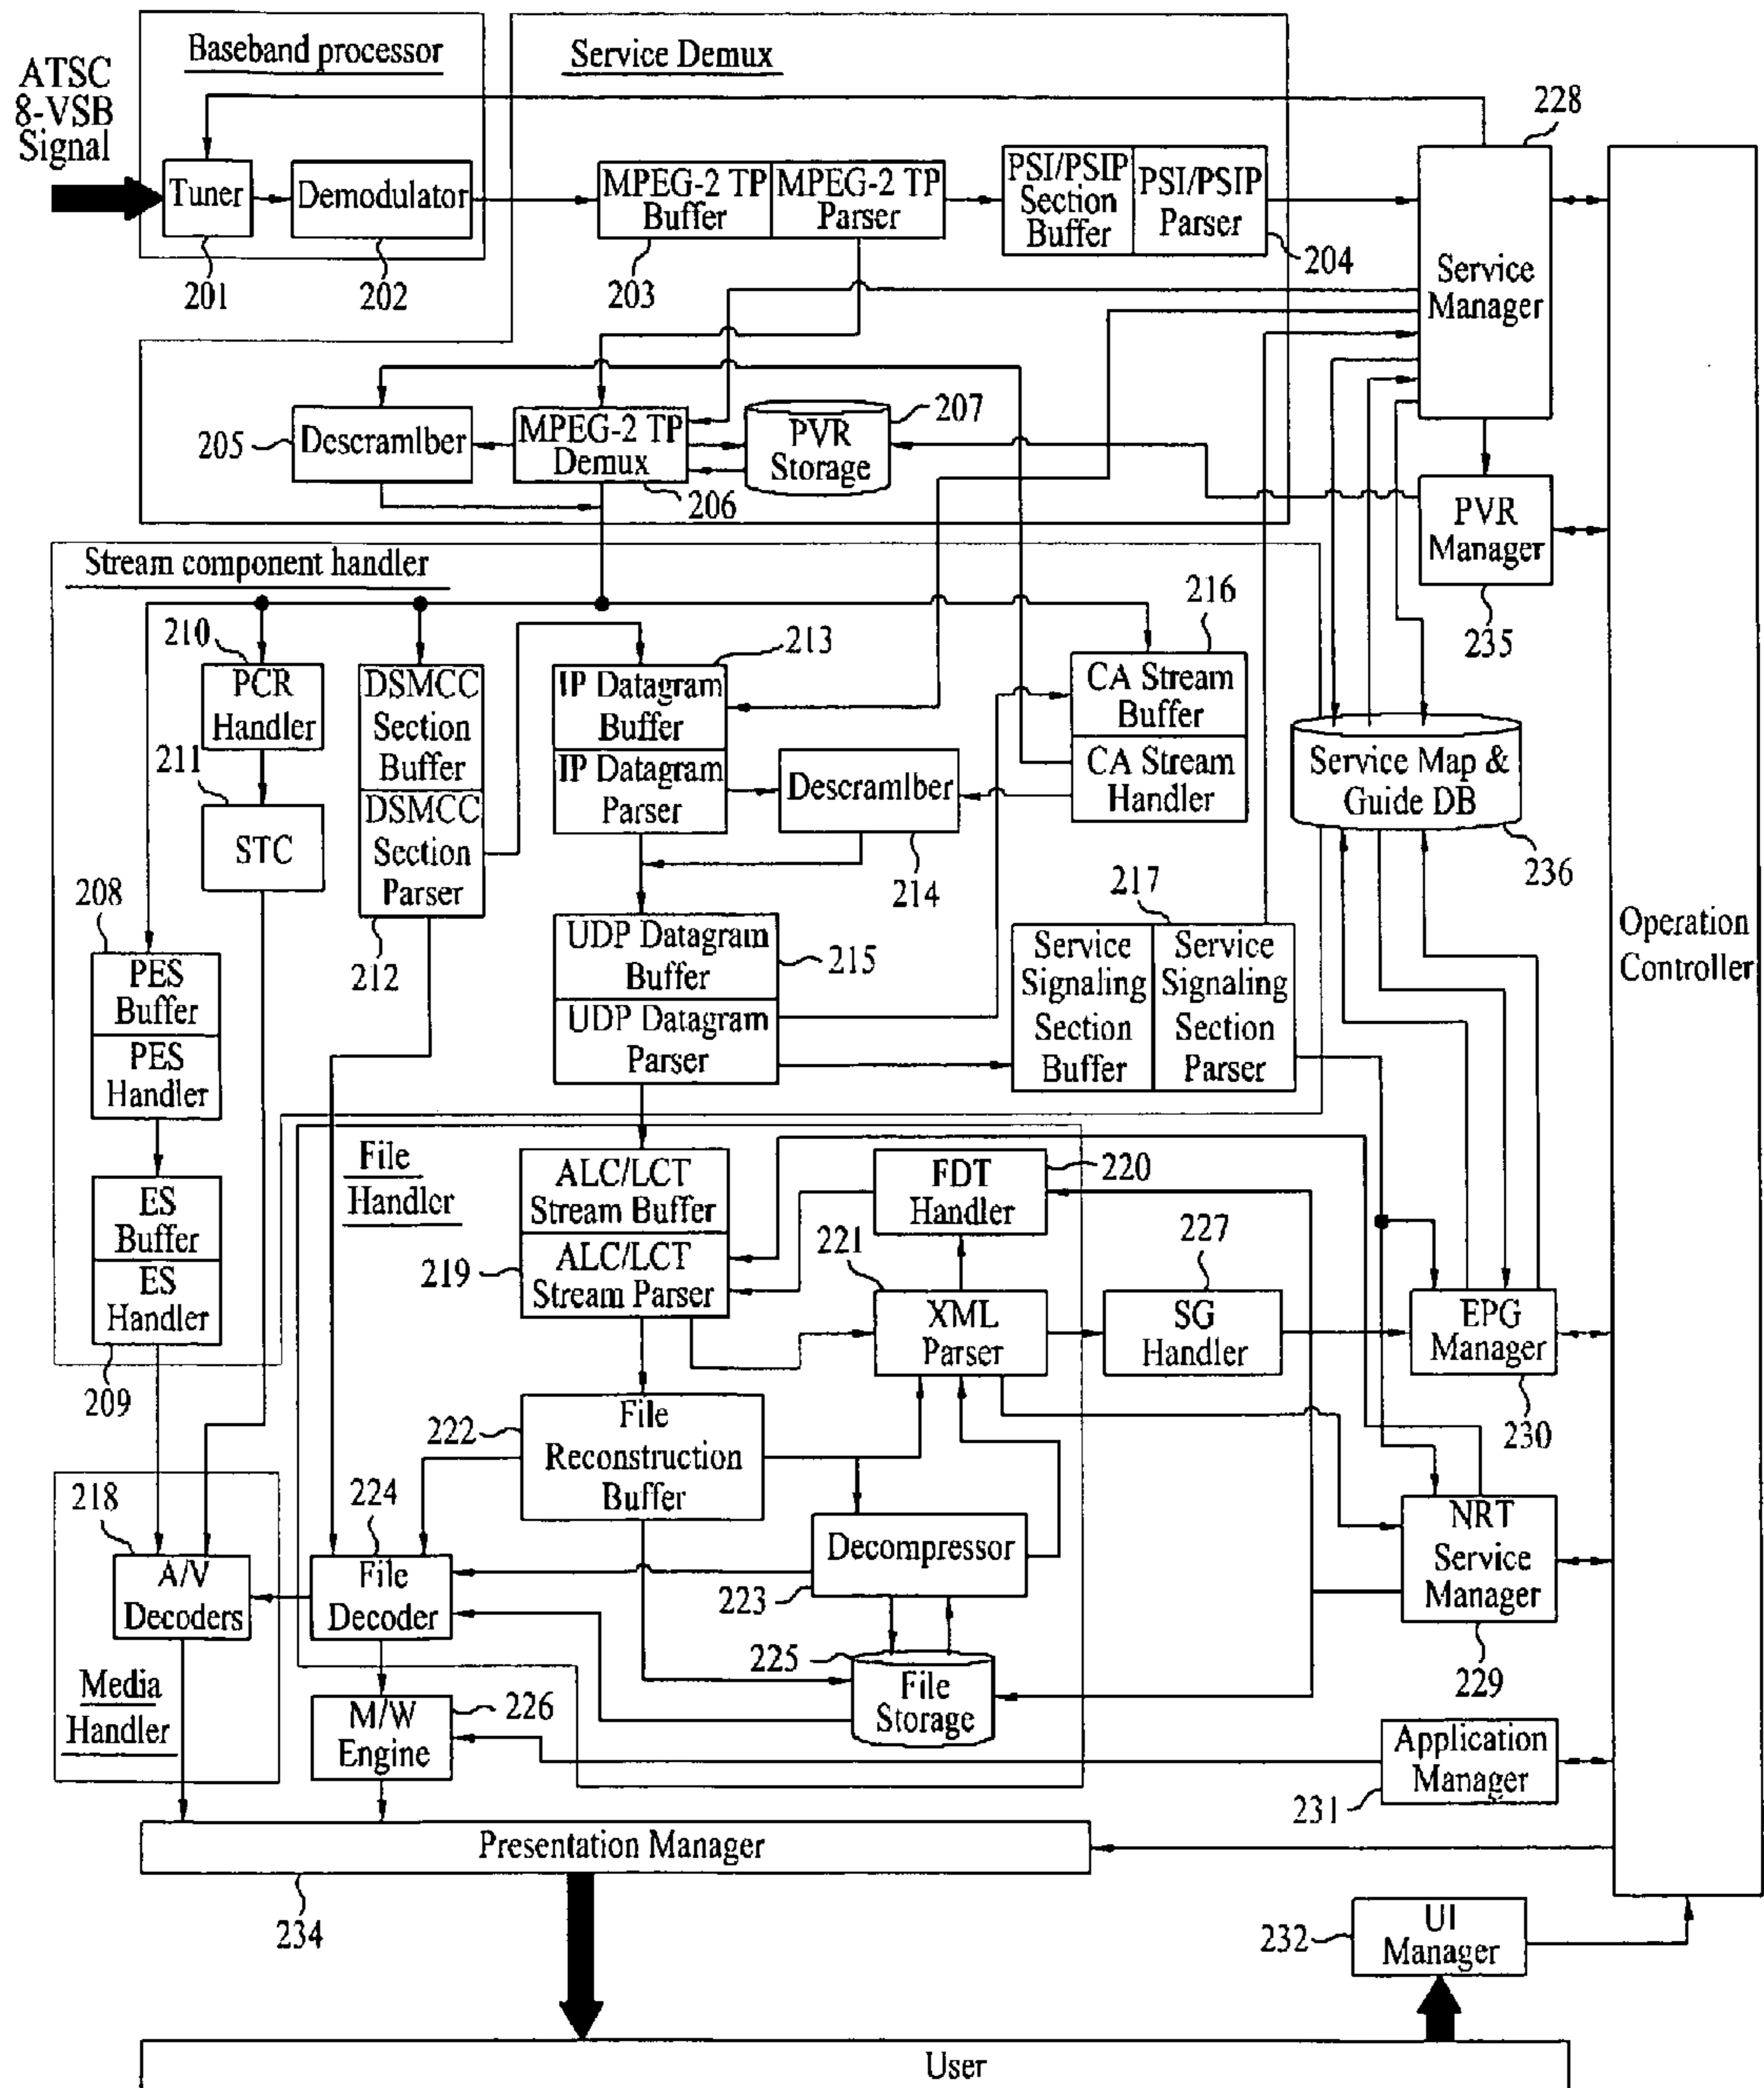 Baseband processor
Service Demux
ATSC
8-VSB
Signal
228
Tuner
Demodulator
MPEG-2 TP
Buffer
MPEG-2 TP
Parser
PSI/PSIP
Section
Buffer
PSI/PSIP
Parser
Service
Manager
201
202
203
204
205
Descramlber
MPEG-2 TP
Demux
206
PVR
Storage
207
PVR
Manager
235
Stream component handler
210
PCR
Handler
211
STC
DSMCC
Section
Buffer
DSMCC
Section
Parser
212
213
IP Datagram
Buffer
IP Datagram
Parser
Descramlber
214
216
CA Stream
Buffer
CA Stream
Handler
Service Map &
Guide DB
236
Operation
Controller
208
PES
Buffer
PES
Handler
UDP Datagram
Buffer
UDP Datagram
Parser
215
217
Service
Signaling
Section
Buffer
Service
Signaling
Section
Parser
ES
Buffer
ES
Handler
209
File
Handler
ALC/LCT
Stream Buffer
ALC/LCT
Stream Parser
219
FDT
Handler
220
221
XML
Parser
227
SG
Handler
EPG
Manager
230
222
File
Reconstruction
Buffer
218
A/V
Decoders
224
File
Decoder
Decompressor
223
NRT
Service
Manager
229
225
File
Storage
Media
Handler
M/W
Engine
226
Application
Manager
231
Presentation Manager
234
232
UI
Manager
User